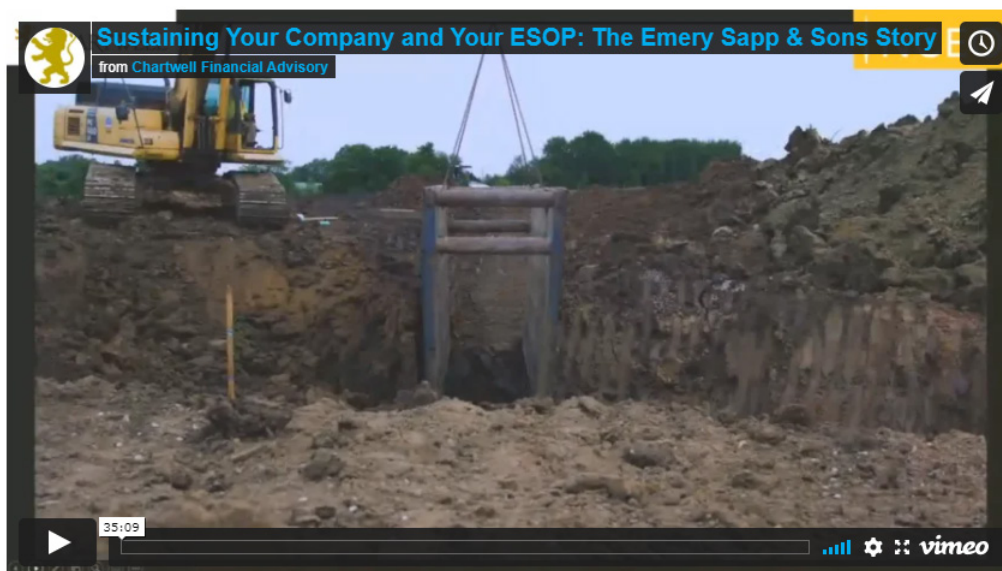 Sustaining Your Company and Your ESOP: The Emery Sapp & Sons Story
from Chartwell Financial Advisory
35:09
vimeo